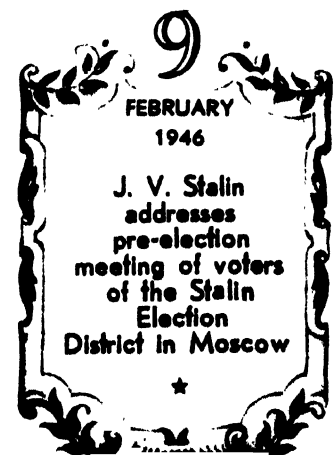 9
FEBRUARY
1946
J. V. Stalin
addresses
pre-election
meeting of voters
of the Stalin
Election
District in Moscow